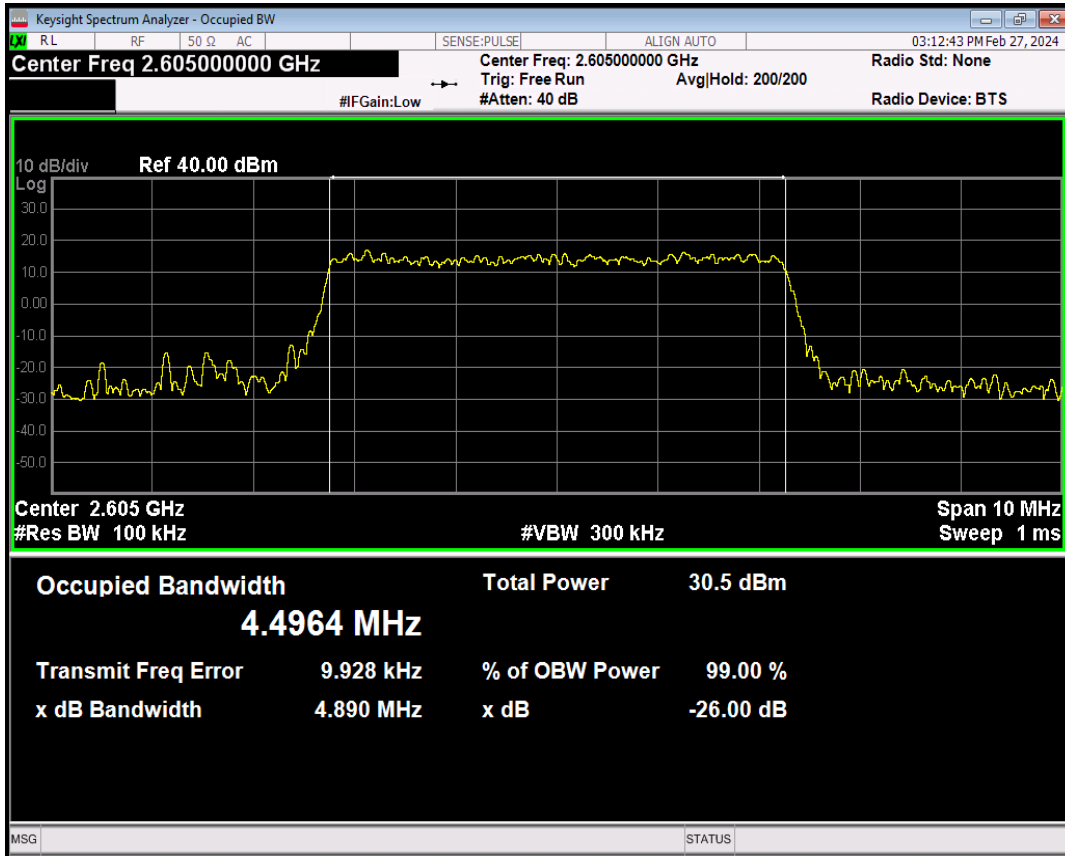 Keysight Spectrum Analyzer - Occupied BW
LXI RL RF 50 Ω AC SENSE:PULSE ALIGN AUTO 03:12:43 PM Feb 27, 2024
Center Freq 2.605000000 GHz Center Freq: 2.605000000 GHz Radio Std: None
Trig: Free Run Avg|Hold: 200/200
#IFGain:Low #Atten: 40 dB Radio Device: BTS
10 dB/div Ref 40.00 dBm
Log
30.0
20.0
10.0
0.00
-10.0
-20.0
-30.0
-40.0
-50.0
Center 2.605 GHz Span 10 MHz
#Res BW 100 kHz #VBW 300 kHz Sweep 1 ms
Occupied Bandwidth Total Power 30.5 dBm
4.4964 MHz
Transmit Freq Error 9.928 kHz % of OBW Power 99.00 %
x dB Bandwidth 4.890 MHz x dB -26.00 dB
MSG STATUS